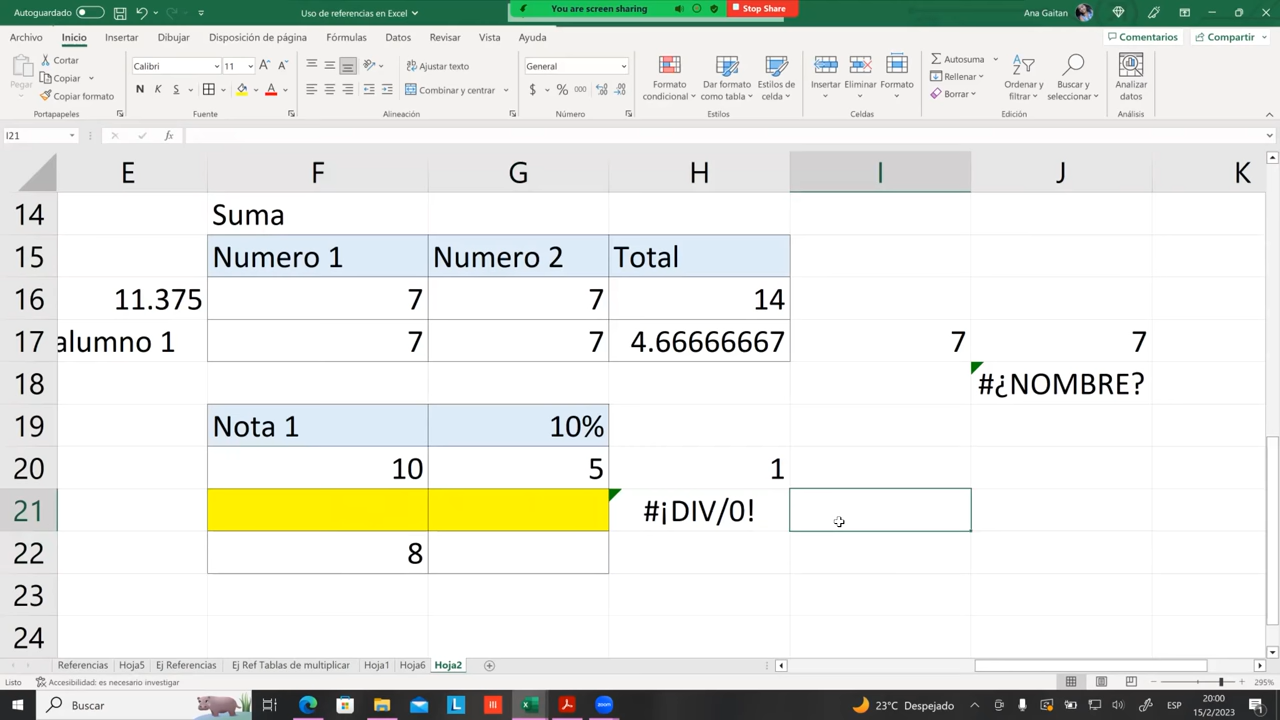 Autoguardado
Uso de referencias en Excel
You are screen sharing
Stop Share
Ana Gaitan
Archivo Inicio Insertar Dibujar Disposición de página Fórmulas Datos Revisar Vista Ayuda
Comentarios Compartir
Pegar
Cortar
Copiar
Copiar formato
Portapapeles
Calibri 11
N K S
Fuente
Ajustar texto
Combinar y centrar
Alineación
General
$ % 000
Número
Formato condicional
Dar formato como tabla
Estilos de celda
Estilos
Insertar Eliminar Formato
Celdas
Autosuma
Rellenar
Borrar
Ordenar y filtrar
Buscar y seleccionar
Edición
Analizar datos
Análisis
I21 fx
E F G H I J K
14 Suma
15 Numero 1 Numero 2 Total
16 11.375 7 7 14
17 alumno 1 7 7 4.66666667 7 7
18 #¿NOMBRE?
19 Nota 1 10%
20 10 5 1
21 #¡DIV/0!
22 8
23
24
Referencias Hoja5 Ej Referencias Ej Ref Tablas de multiplicar Hoja1 Hoja6 Hoja2
Listo Accesibilidad: es necesario investigar 295%
Buscar
23°C Despejado ESP 20:00
15/2/2023